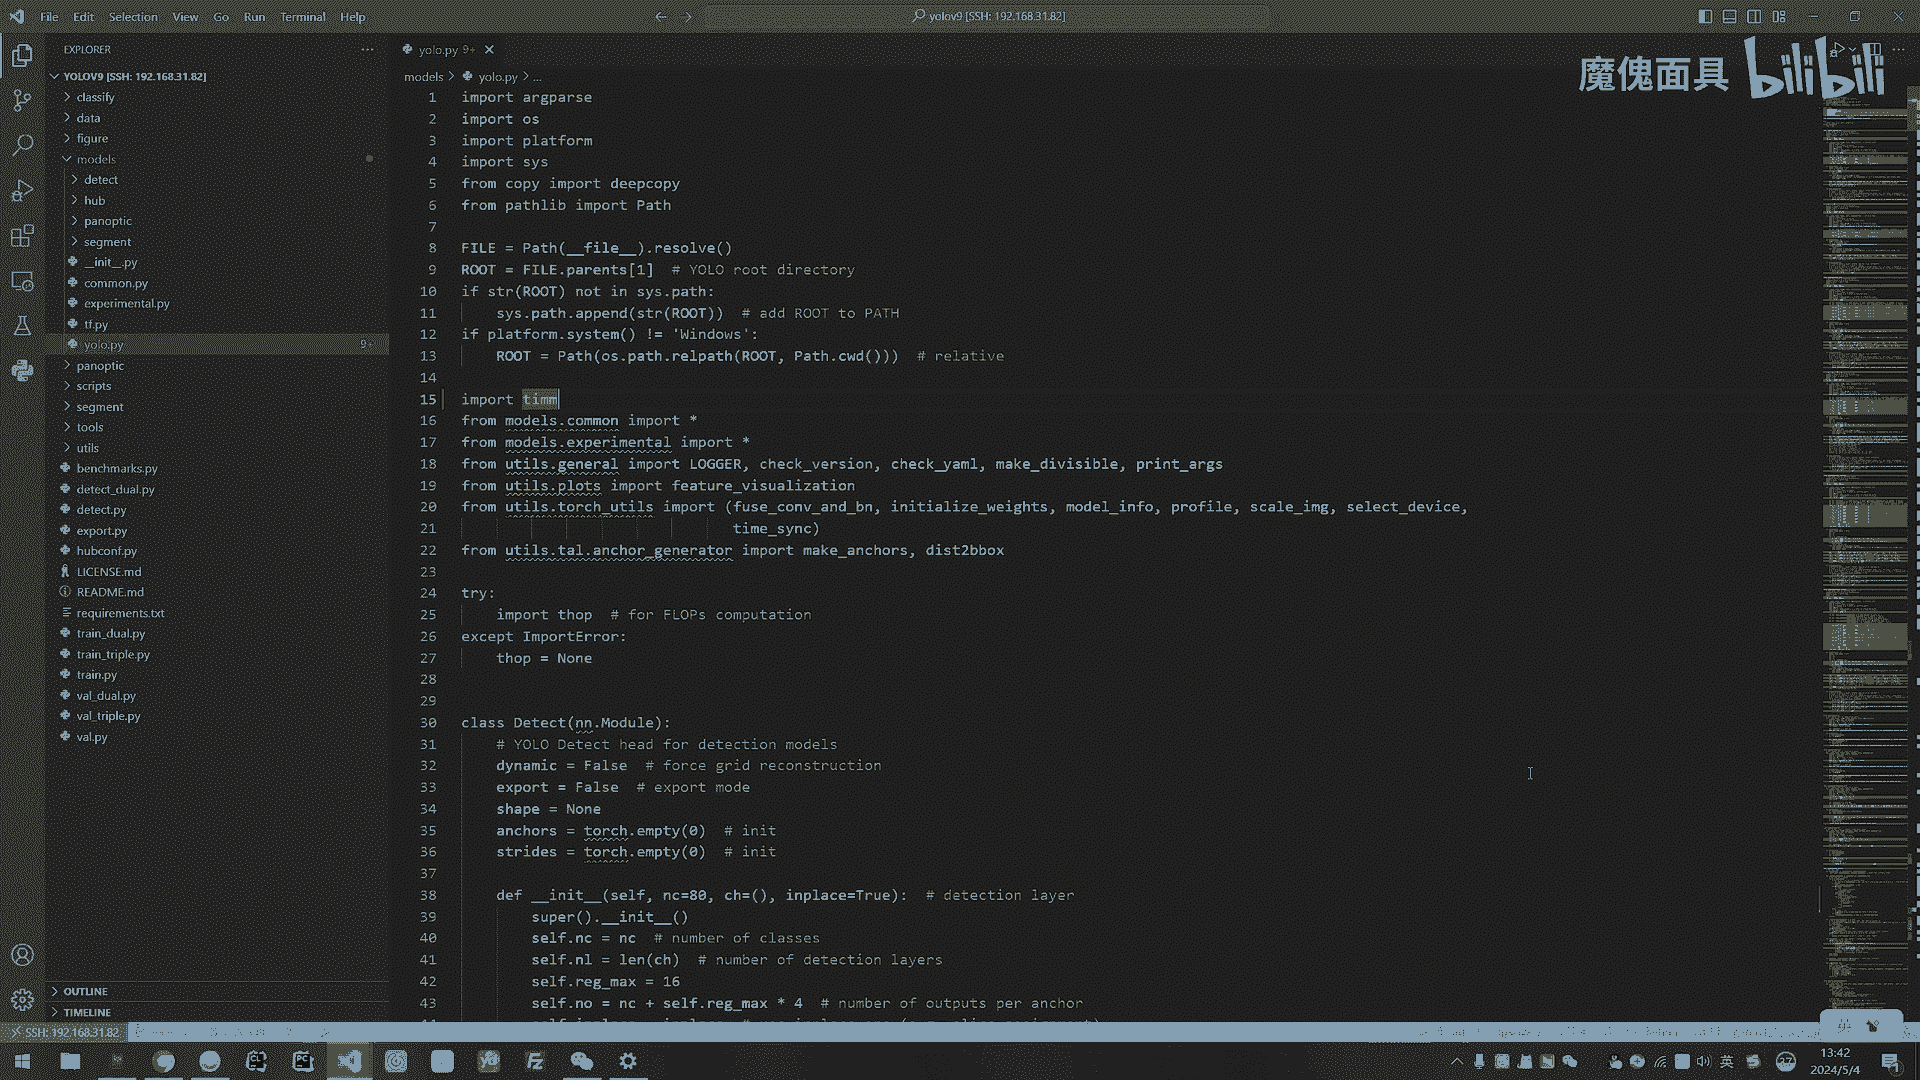 File Edit Selection View Go Run Terminal Help
yolov9 [SSH: 192.168.31.82]
EXPLORER
YOLOV9 [SSH: 192.168.31.82]
classify
data
figure
models
detect
hub
panoptic
segment
__init__.py
common.py
experimental.py
tf.py
yolo.py 9+
panoptic
scripts
segment
tools
utils
benchmarks.py
detect_dual.py
detect.py
export.py
hubconf.py
LICENSE.md
README.md
requirements.txt
train_dual.py
train_triple.py
train.py
val_dual.py
val_triple.py
val.py
OUTLINE
TIMELINE
yolo.py 9+
models > yolo.py > ...
魔傀面具 bilibili
1 import argparse
2 import os
3 import platform
4 import sys
5 from copy import deepcopy
6 from pathlib import Path
7
8 FILE = Path(__file__).resolve()
9 ROOT = FILE.parents[1]  # YOLO root directory
10 if str(ROOT) not in sys.path:
11     sys.path.append(str(ROOT))  # add ROOT to PATH
12 if platform.system() != 'Windows':
13     ROOT = Path(os.path.relpath(ROOT, Path.cwd()))  # relative
14
15 import timm
16 from models.common import *
17 from models.experimental import *
18 from utils.general import LOGGER, check_version, check_yaml, make_divisible, print_args
19 from utils.plots import feature_visualization
20 from utils.torch_utils import (fuse_conv_and_bn, initialize_weights, model_info, profile, scale_img, select_device,
21                                time_sync)
22 from utils.tal.anchor_generator import make_anchors, dist2bbox
23
24 try:
25     import thop  # for FLOPs computation
26 except ImportError:
27     thop = None
28
29
30 class Detect(nn.Module):
31     # YOLO Detect head for detection models
32     dynamic = False  # force grid reconstruction
33     export = False  # export mode
34     shape = None
35     anchors = torch.empty(0)  # init
36     strides = torch.empty(0)  # init
37
38     def __init__(self, nc=80, ch=(), inplace=True):  # detection layer
39         super().__init__()
40         self.nc = nc  # number of classes
41         self.nl = len(ch)  # number of detection layers
42         self.reg_max = 16
43         self.no = nc + self.reg_max * 4  # number of outputs per anchor
SSH: 192.168.31.82
英
27
13:42
2024/5/4